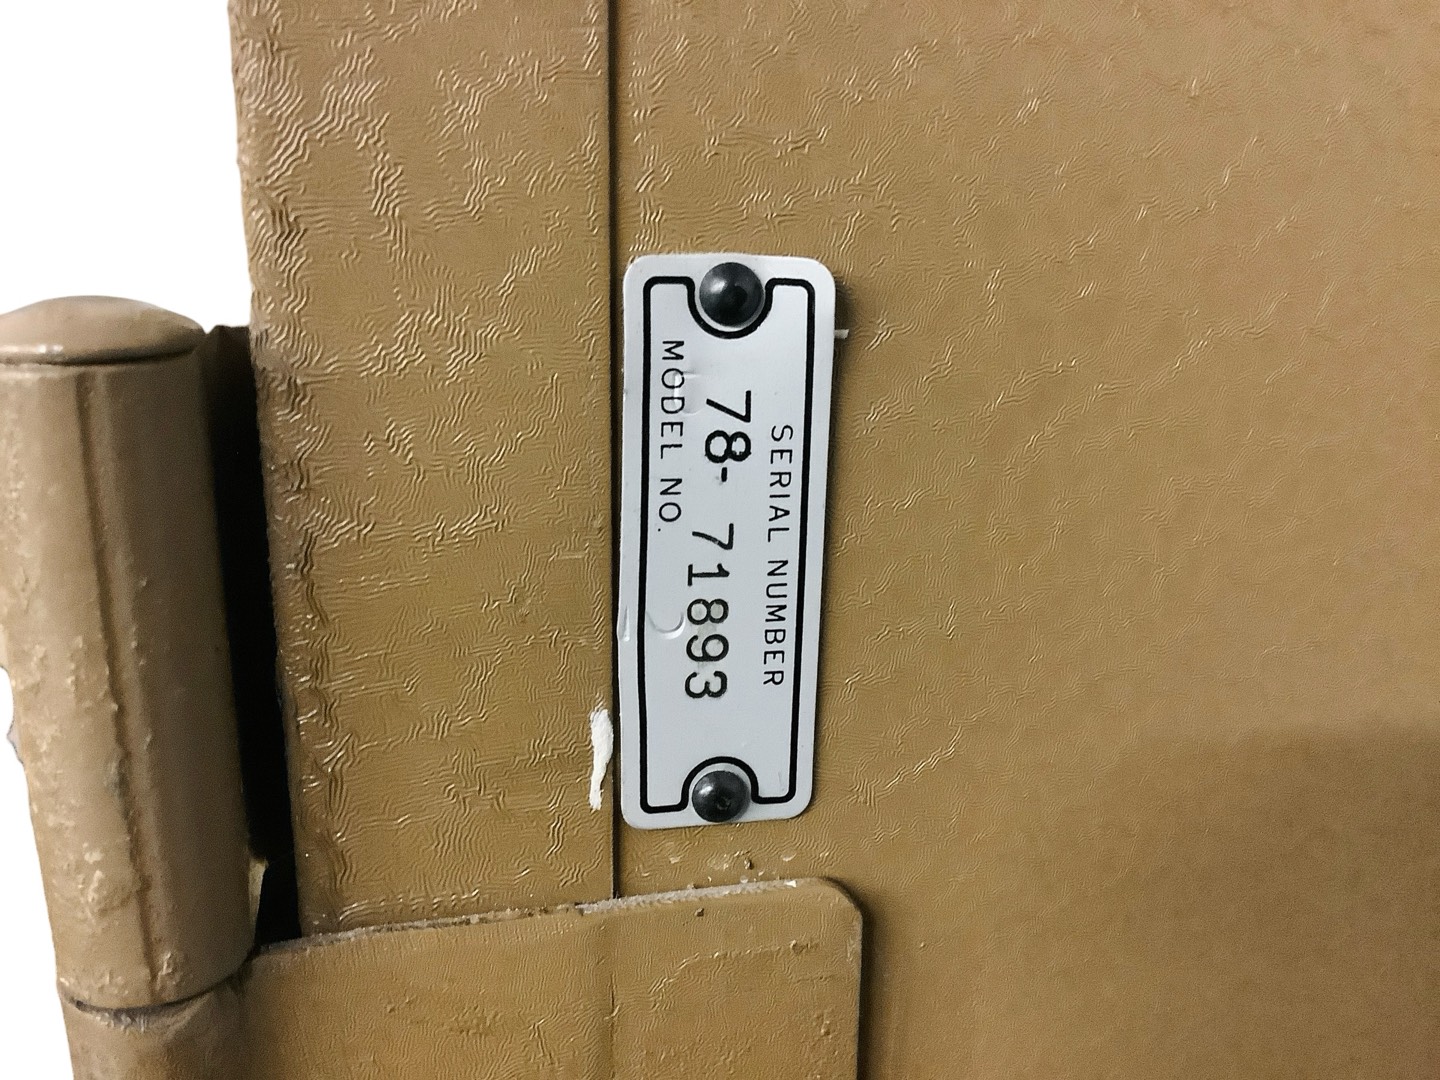 SERIAL NUMBER
78- 71893
MODEL NO.